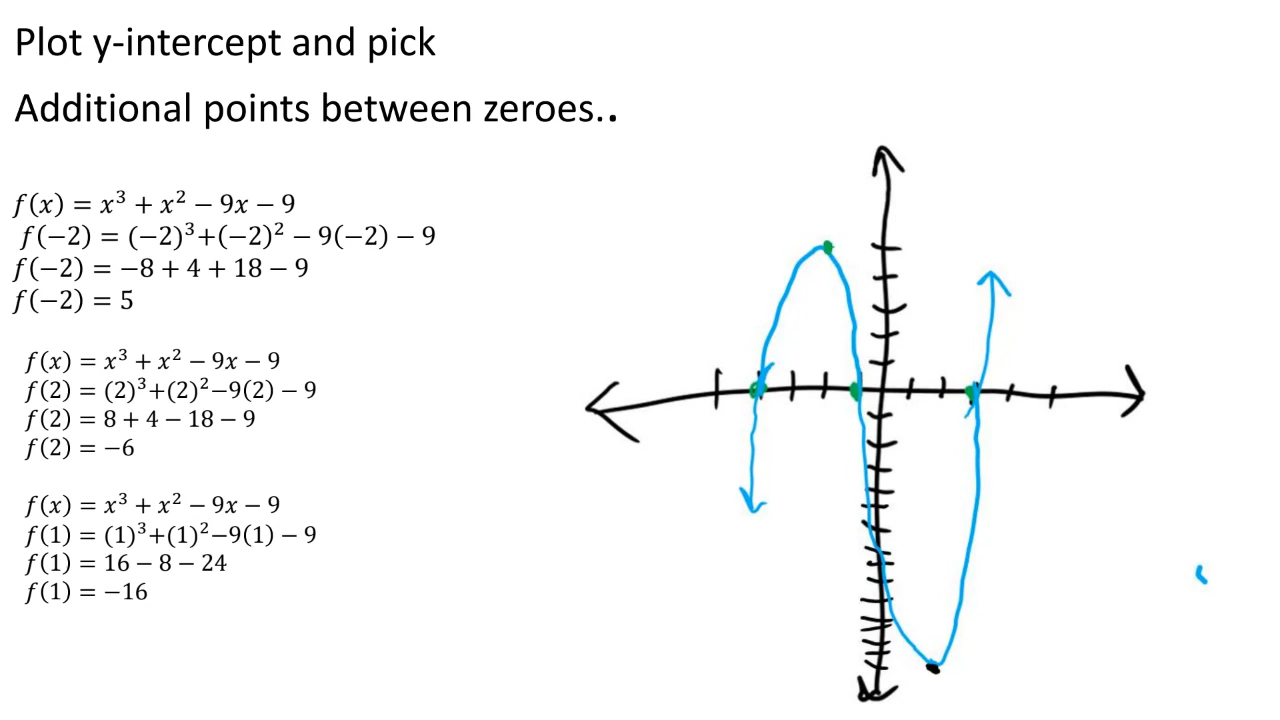 Plot y-intercept and pick
Additional points between zeroes..
f(x) = x³ + x² − 9x − 9
f(−2) = (−2)³+(−2)² − 9(−2) − 9
f(−2) = −8 + 4 + 18 − 9
f(−2) = 5
f(x) = x³ + x² − 9x − 9
f(2) = (2)³+(2)²−9(2) − 9
f(2) = 8 + 4 − 18 − 9
f(2) = −6
f(x) = x³ + x² − 9x − 9
f(1) = (1)³+(1)²−9(1) − 9
f(1) = 16 − 8 − 24
f(1) = −16